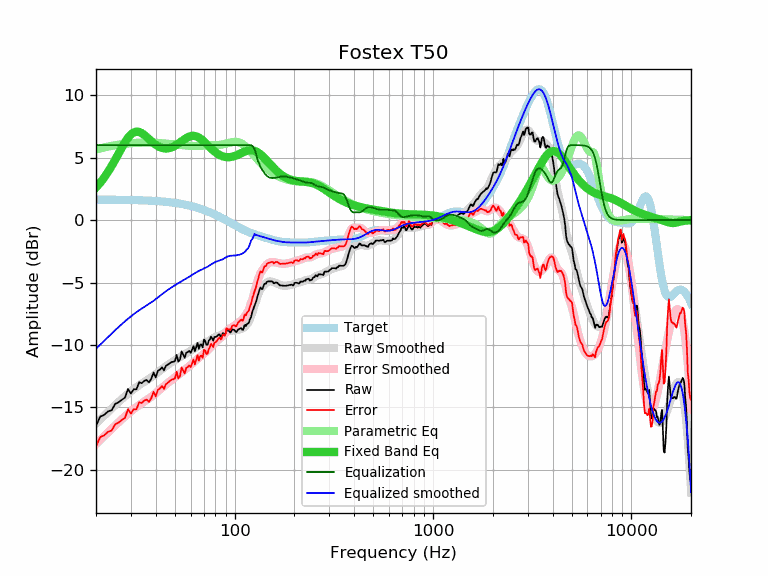 Fostex T50
Amplitude (dBr)
10
5
0
−5
−10
−15
−20
Target
Raw Smoothed
Error Smoothed
Raw
Error
Parametric Eq
Fixed Band Eq
Equalization
Equalized smoothed
100
1000
10000
Frequency (Hz)